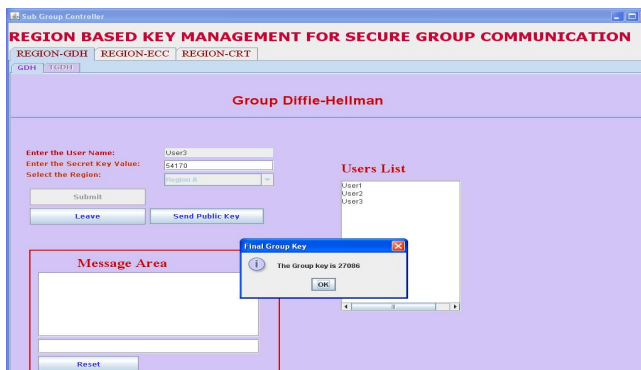 Sub Group Controller
REGION BASED KEY MANAGEMENT FOR SECURE GROUP COMMUNICATION
REGION-GDH REGION-ECC REGION-CRT
GDH TGDH
Group Diffie-Hellman
Enter the User Name: User3
Enter the Secret Key Value: 54170
Select the Region: Region A
Users List
User1
User2
User3
Submit
Leave Send Public Key
Final Group Key
The Group key is 27086
OK
Message Area
Reset